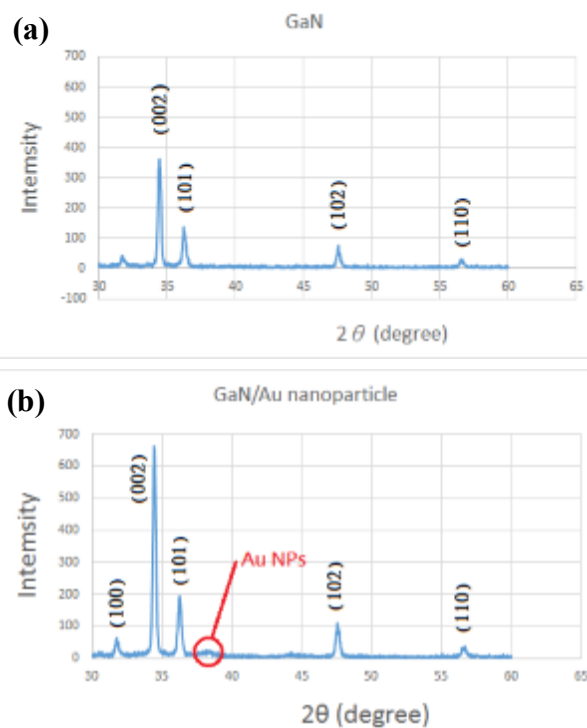 (a)
GaN
700
600
500
400
300
200
100
0
-100
Intemsity
(002)
(101)
(102)
(110)
30 35 40 45 50 55 60 65
2 θ (degree)
(b)
GaN/Au nanoparticle
700
600
500
400
300
200
100
0
Intemsity
(100)
(002)
(101)
Au NPs
(102)
(110)
30 35 40 45 50 55 60 65
2θ (degree)